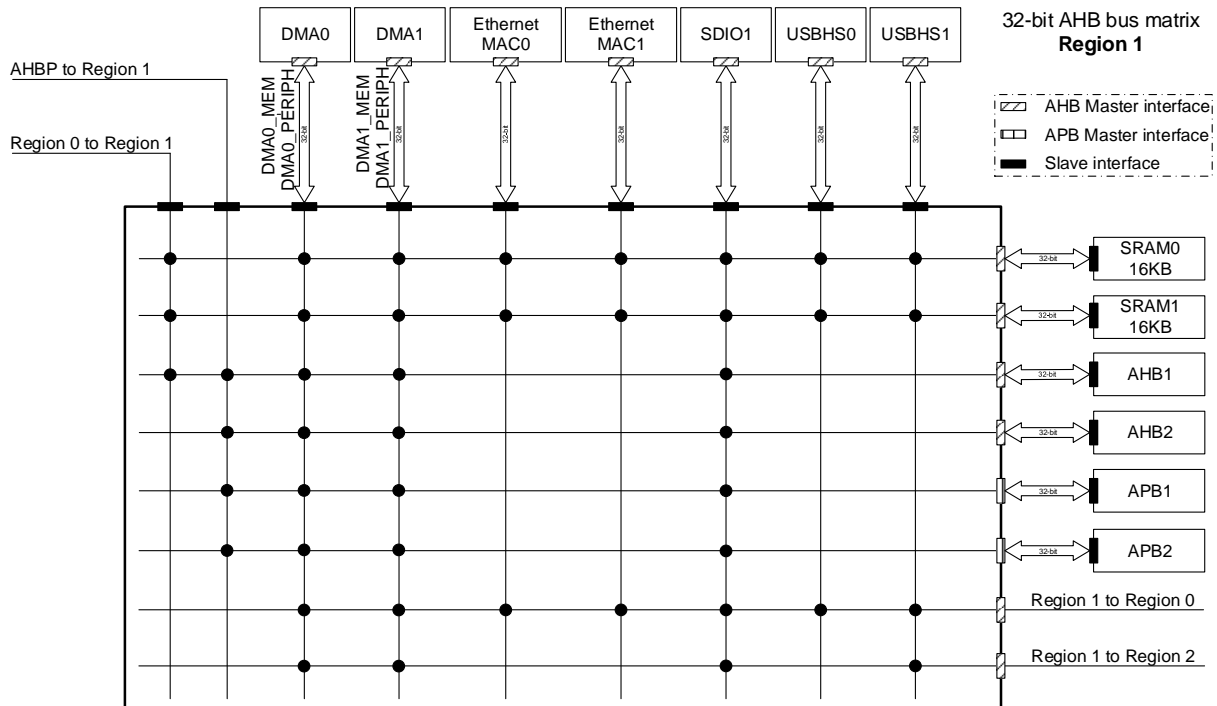 DMA0
DMA1
Ethernet
MAC0
Ethernet
MAC1
SDIO1
USBHS0
USBHS1
32-bit AHB bus matrix
Region 1
AHBP to Region 1
Region 0 to Region 1
DMA0_MEM
DMA0_PERIPH
32-bit
DMA1_MEM
DMA1_PERIPH
32-bit
32-bit
32-bit
32-bit
32-bit
32-bit
AHB Master interface
APB Master interface
Slave interface
32-bit
SRAM0
16KB
32-bit
SRAM1
16KB
32-bit
AHB1
32-bit
AHB2
32-bit
APB1
32-bit
APB2
Region 1 to Region 0
Region 1 to Region 2